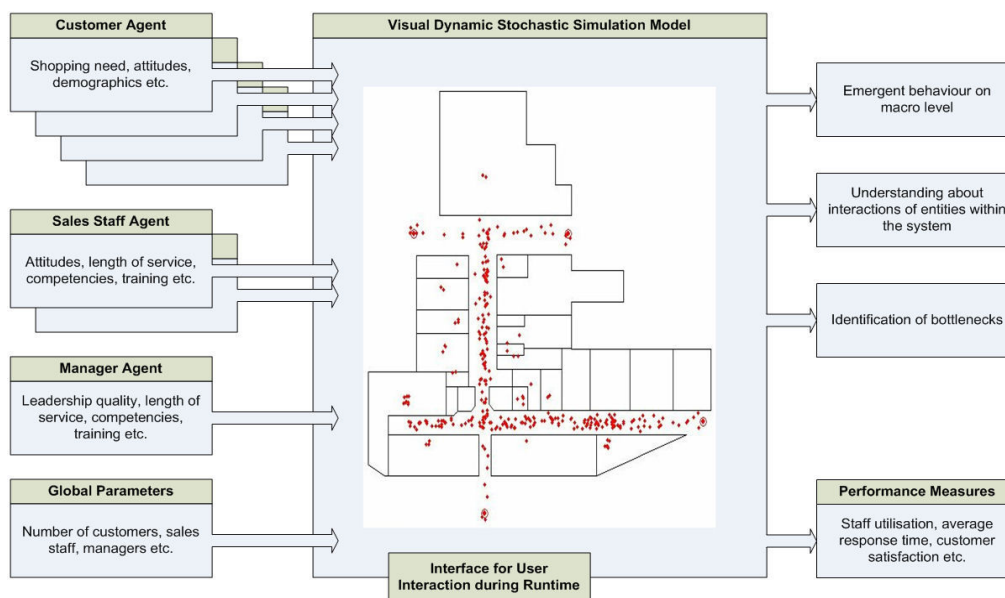 Customer Agent
Shopping need, attitudes,
demographics etc.
Sales Staff Agent
Attitudes, length of service,
competencies, training etc.
Manager Agent
Leadership quality, length of
service, competencies,
training etc.
Global Parameters
Number of customers, sales
staff, managers etc.
Visual Dynamic Stochastic Simulation Model
Interface for User
Interaction during Runtime
Emergent behaviour on
macro level
Understanding about
interactions of entities within
the system
Identification of bottlenecks
Performance Measures
Staff utilisation, average
response time, customer
satisfaction etc.